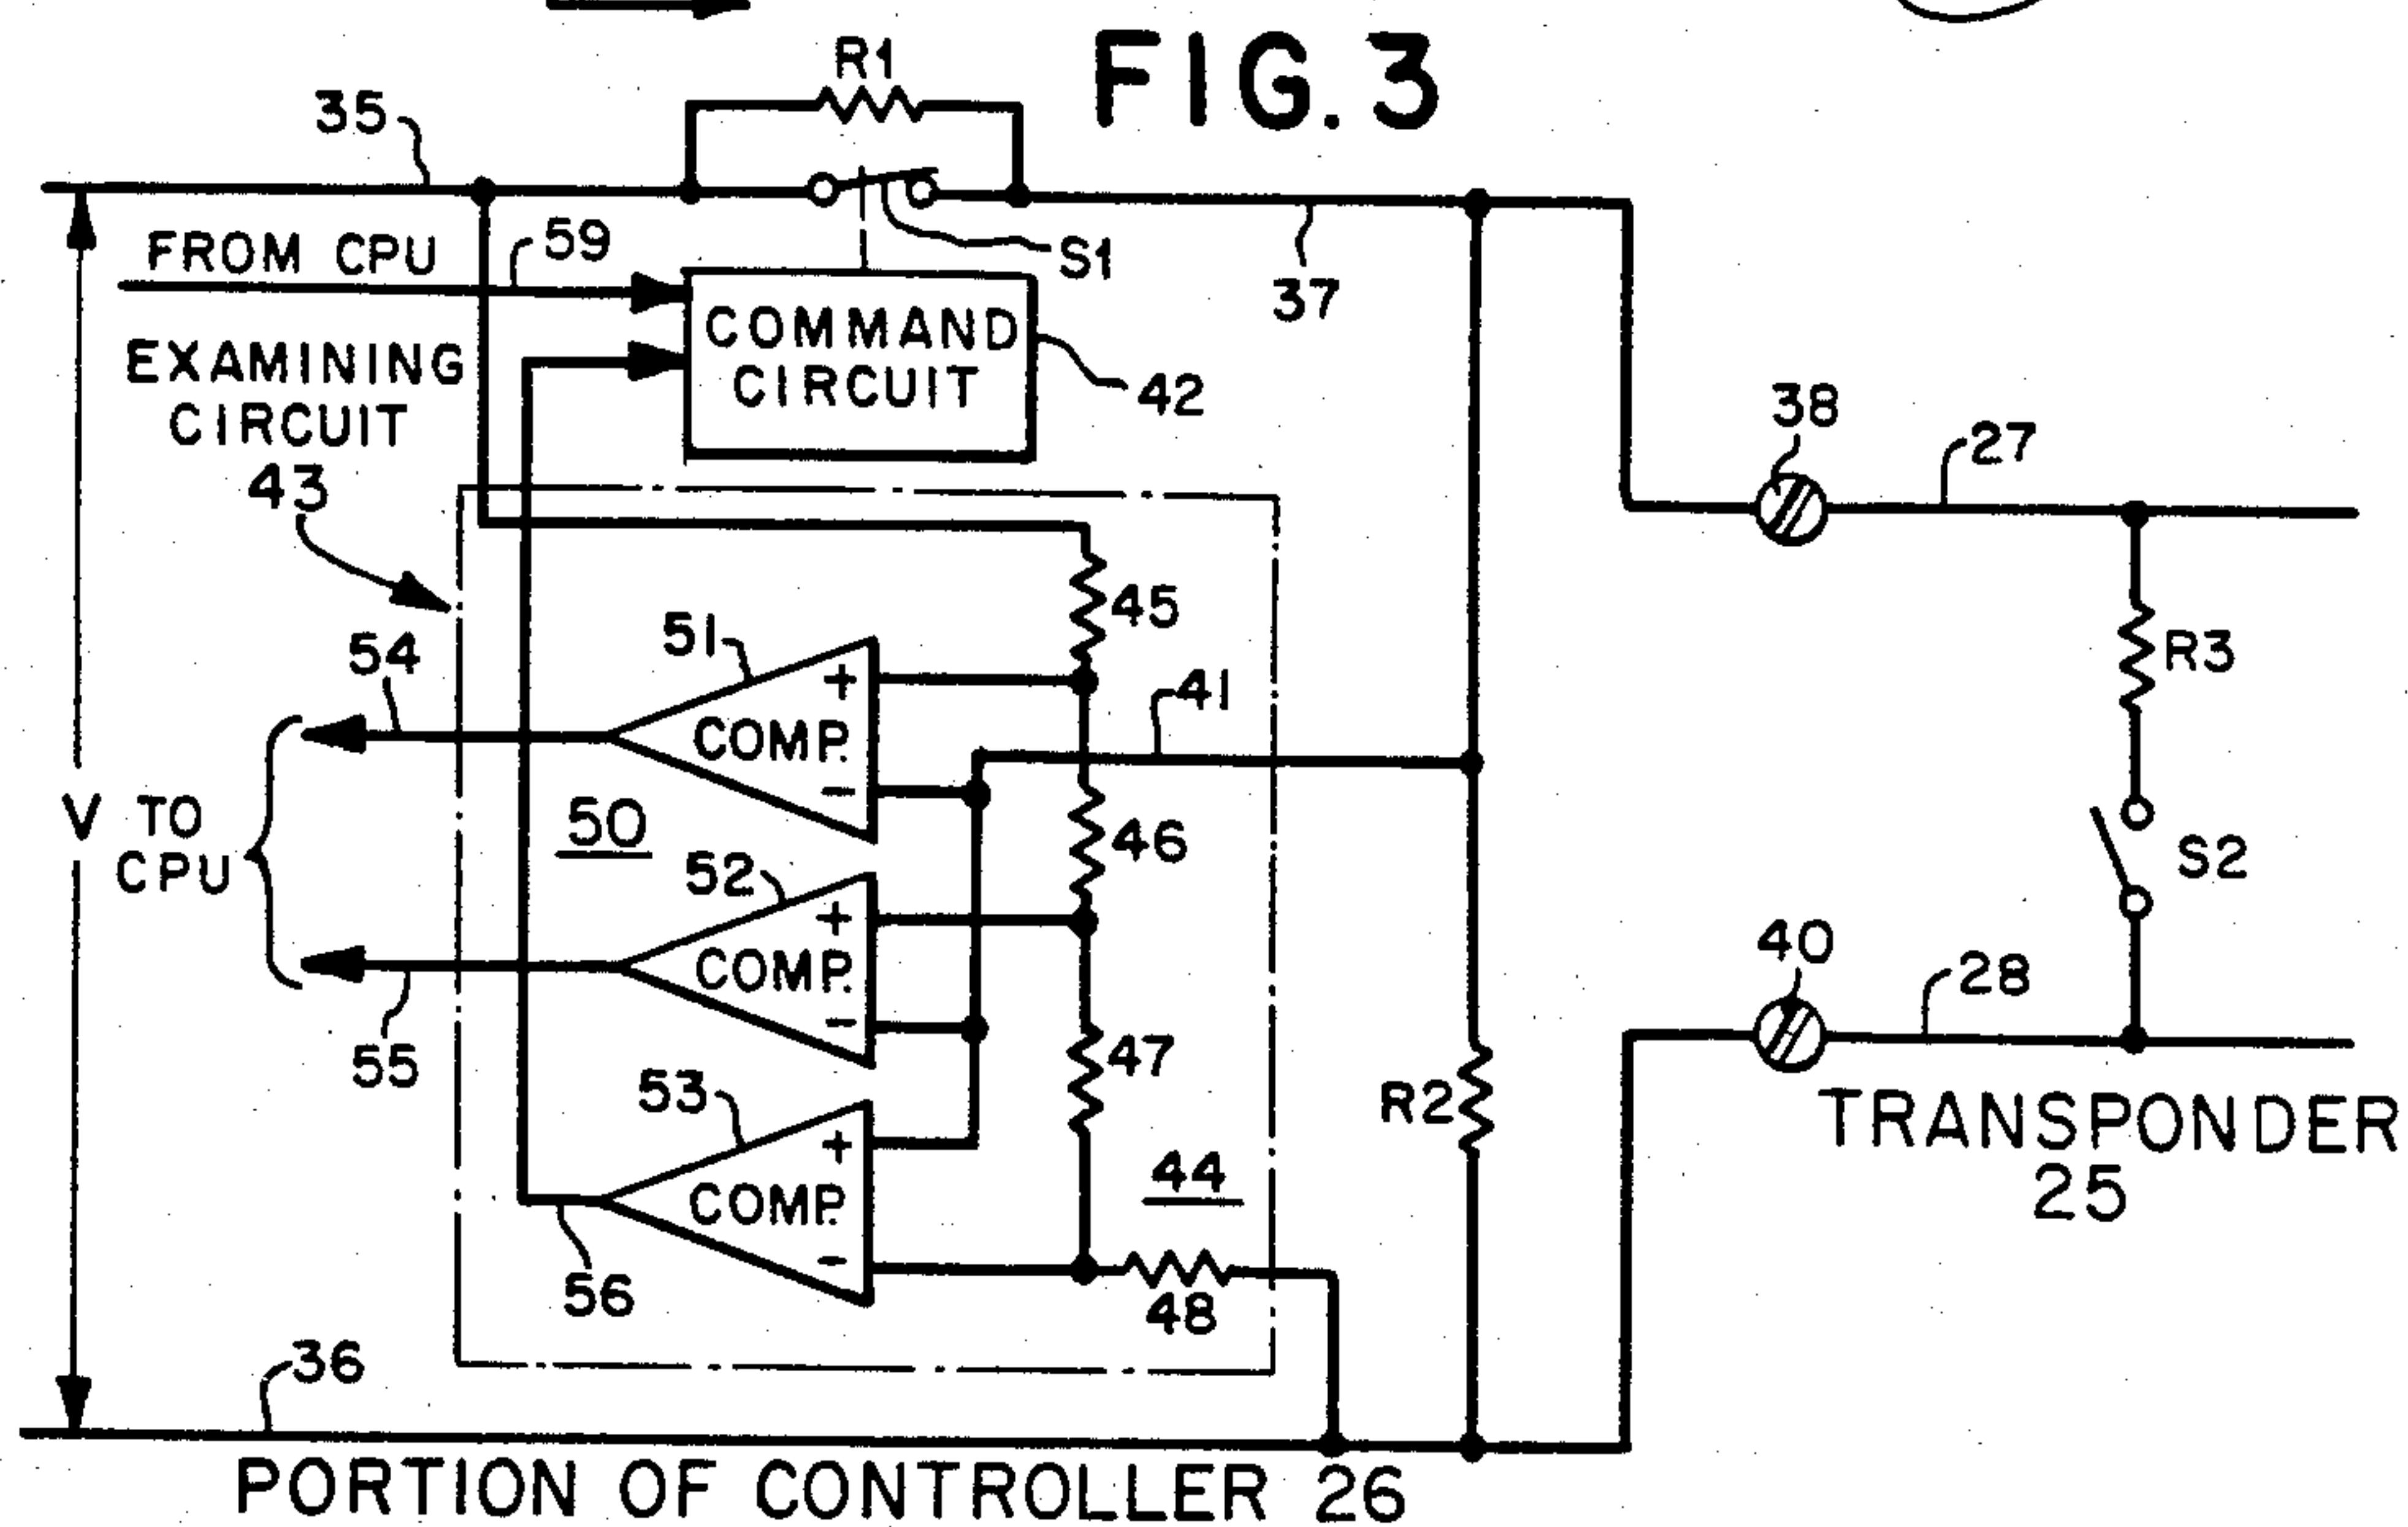 FIG. 3
R1
35
FROM CPU
59
S1
37
COMMAND
CIRCUIT
42
EXAMINING
CIRCUIT
43
38
27
45
51
+
COMP.
-
54
41
R3
V TO
CPU
50
46
S2
52
+
COMP.
-
55
40
28
47
53
+
COMP.
-
R2
44
56
48
TRANSPONDER
25
36
PORTION OF CONTROLLER 26